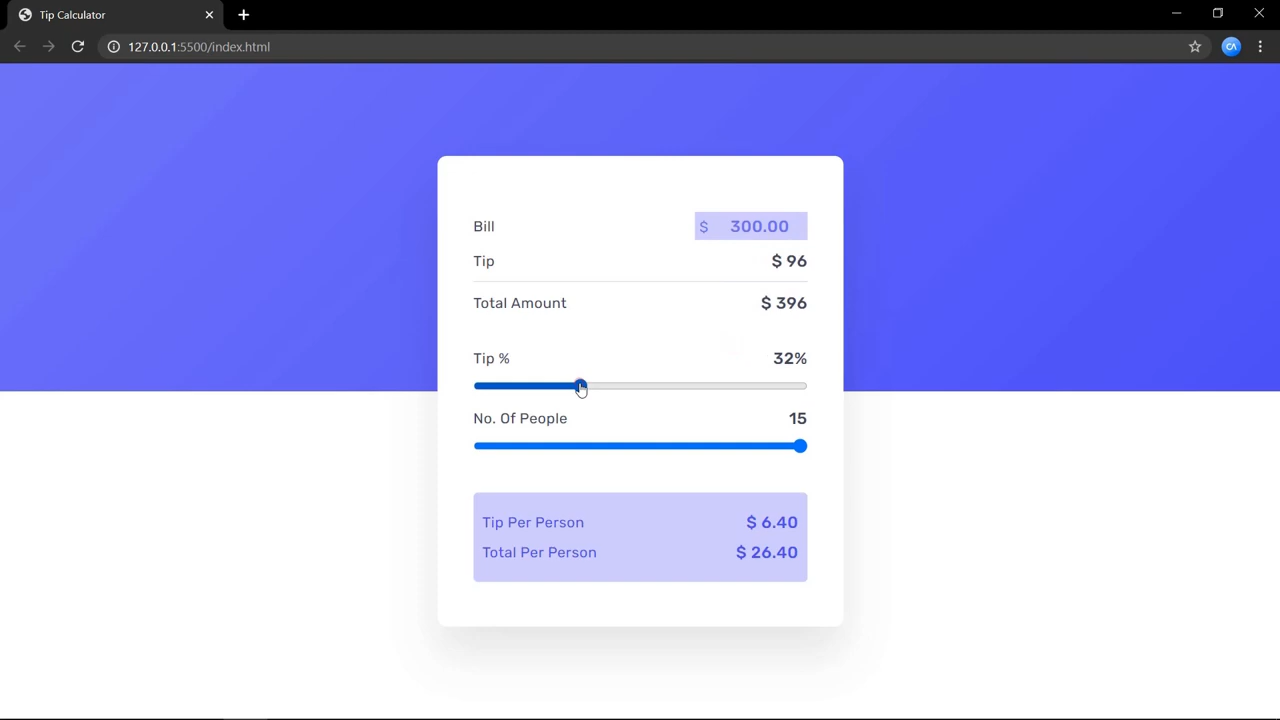 Tip Calculator
127.0.0.1:5500/index.html
CA
Bill $ 300.00
Tip $ 96
Total Amount $ 396
Tip % 32%
No. Of People 15
Tip Per Person $ 6.40
Total Per Person $ 26.40